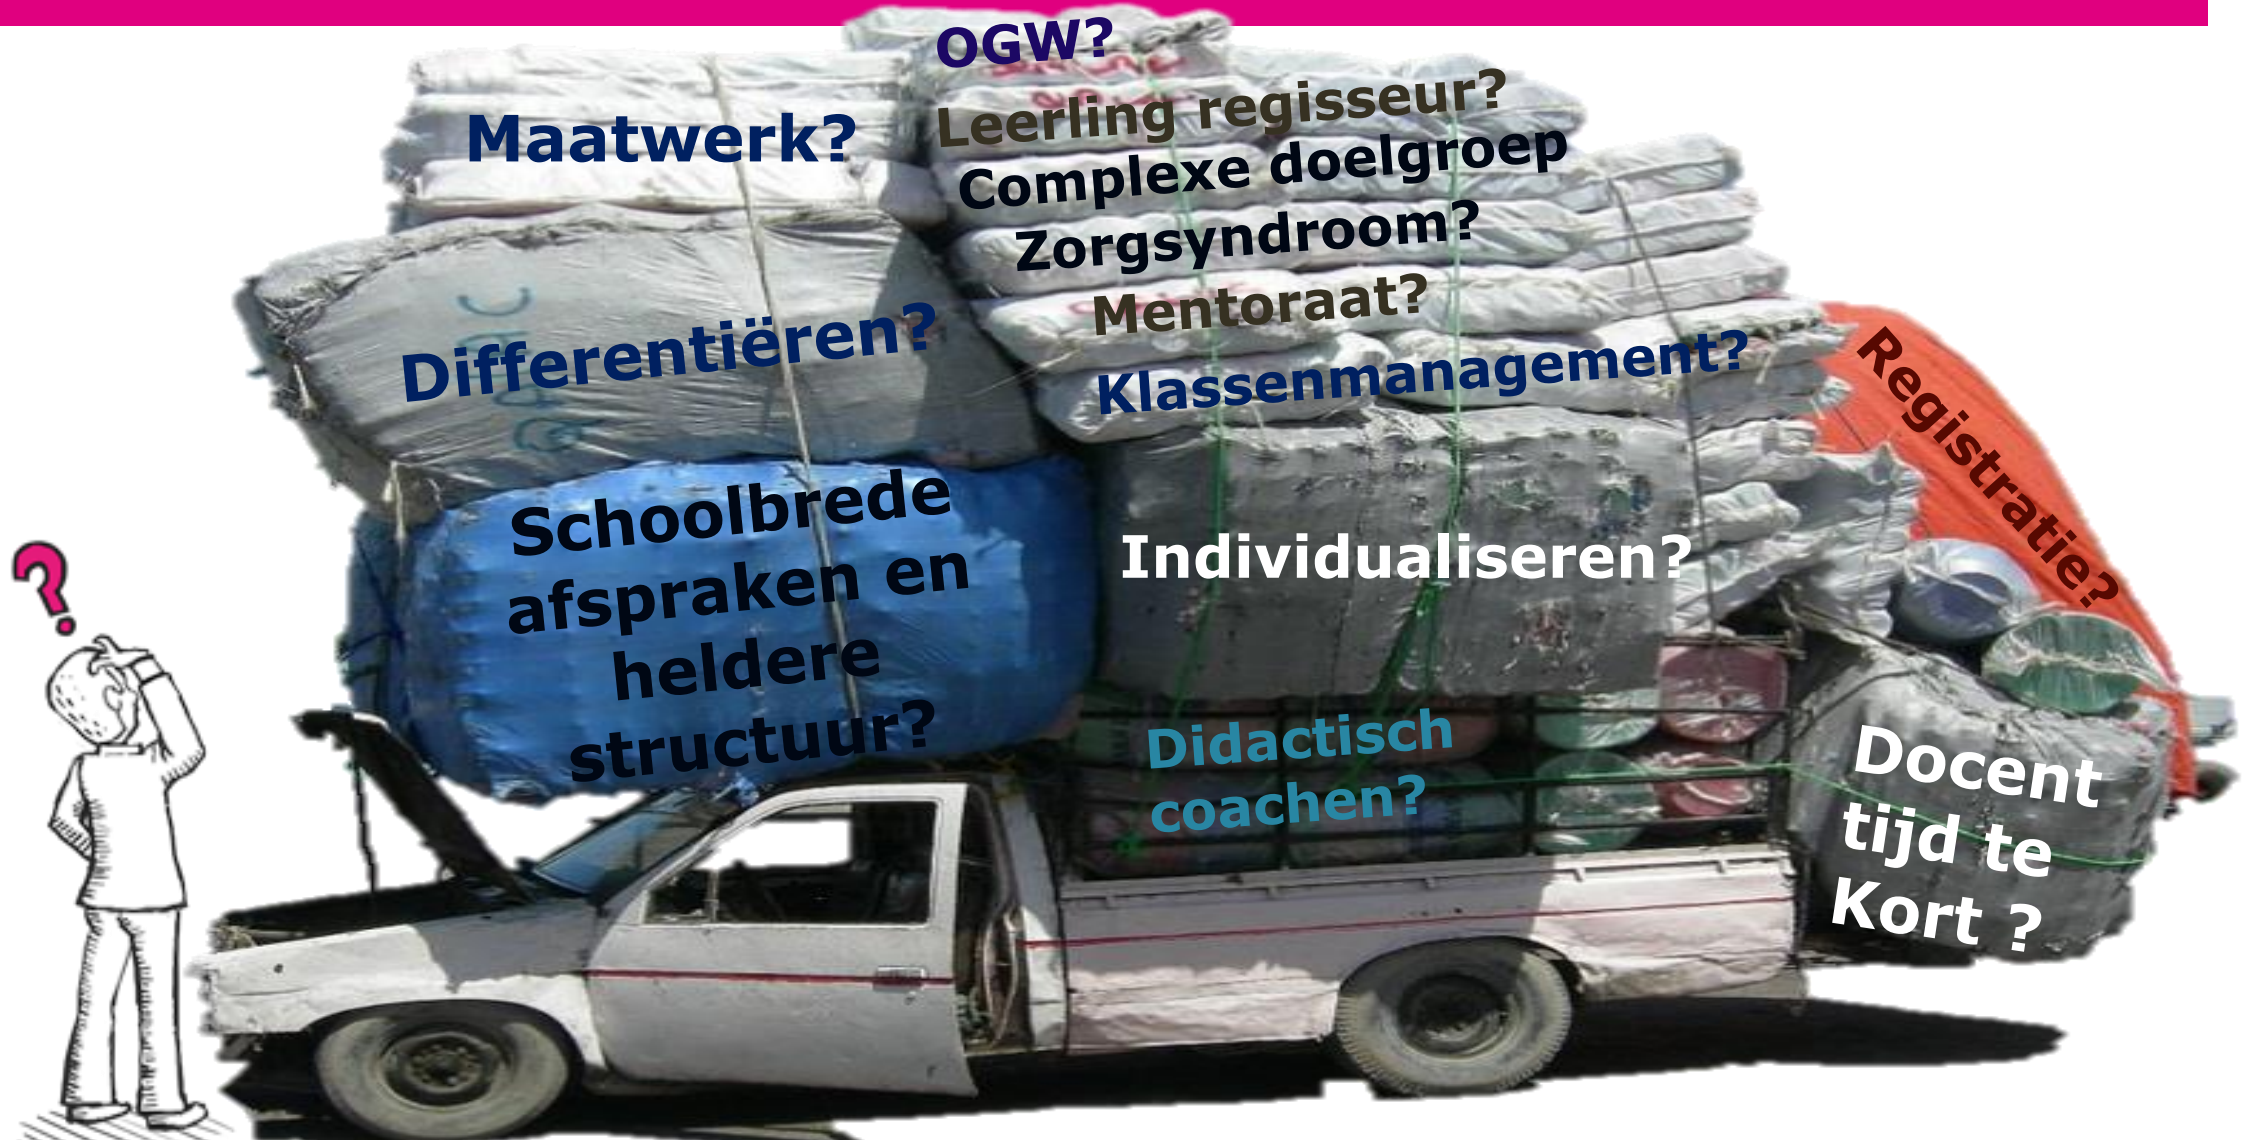 OGW?
Maatwerk?
Leerling regisseur?
Complexe doelgroep
Zorgsyndroom?
Mentoraat?
Differentiëren?
Klassenmanagement?
Registratie?
Schoolbrede
afspraken en
heldere
structuur?
Individualiseren?
?
Didactisch
coachen?
Docent
tijd te
Kort ?